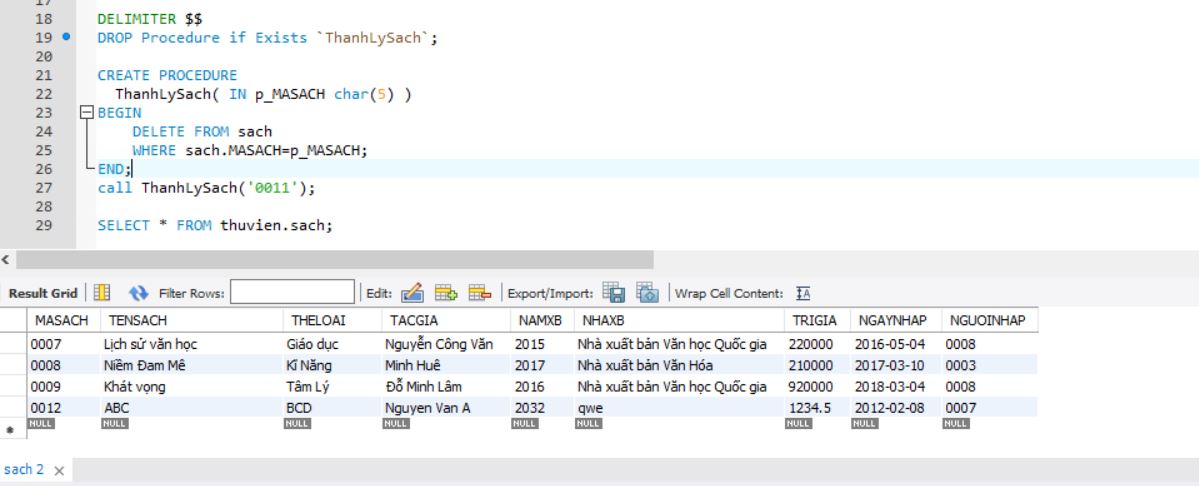 17
18 DELIMITER $$
19 DROP Procedure if Exists `ThanhLySach`;
20
21 CREATE PROCEDURE
22 ThanhLySach( IN p_MASACH char(5) )
23 BEGIN
24 DELETE FROM sach
25 WHERE sach.MASACH=p_MASACH;
26 END;
27 call ThanhLySach('0011');
28
29 SELECT * FROM thuvien.sach;
Result Grid Filter Rows: Edit: Export/Import: Wrap Cell Content: IA
MASACH TENSACH THELOAI TACGIA NAMXB NHAXB TRIGIA NGAYNHAP NGUOINHAP
0007 Lịch sử văn học Giáo dục Nguyễn Công Văn 2015 Nhà xuất bản Văn học Quốc gia 220000 2016-05-04 0008
0008 Niềm Đam Mê Kĩ Năng Minh Huê 2017 Nhà xuất bản Văn Hóa 210000 2017-03-10 0003
0009 Khát vọng Tâm Lý Đỗ Minh Lâm 2016 Nhà xuất bản Văn học Quốc gia 920000 2018-03-04 0008
0012 ABC BCD Nguyen Van A 2032 qwe 1234.5 2012-02-08 0007
NULL NULL NULL NULL NULL NULL NULL NULL NULL
sach 2